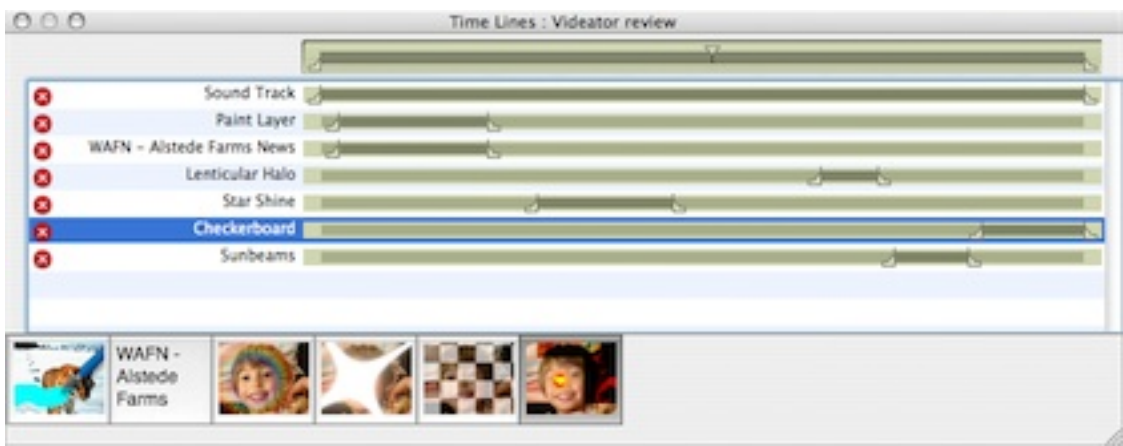 Time Lines : Videator review
Sound Track
Paint Layer
WAFN - Alstede Farms News
Lenticular Halo
Star Shine
Checkerboard
Sunbeams
WAFN -
Alstede
Farms